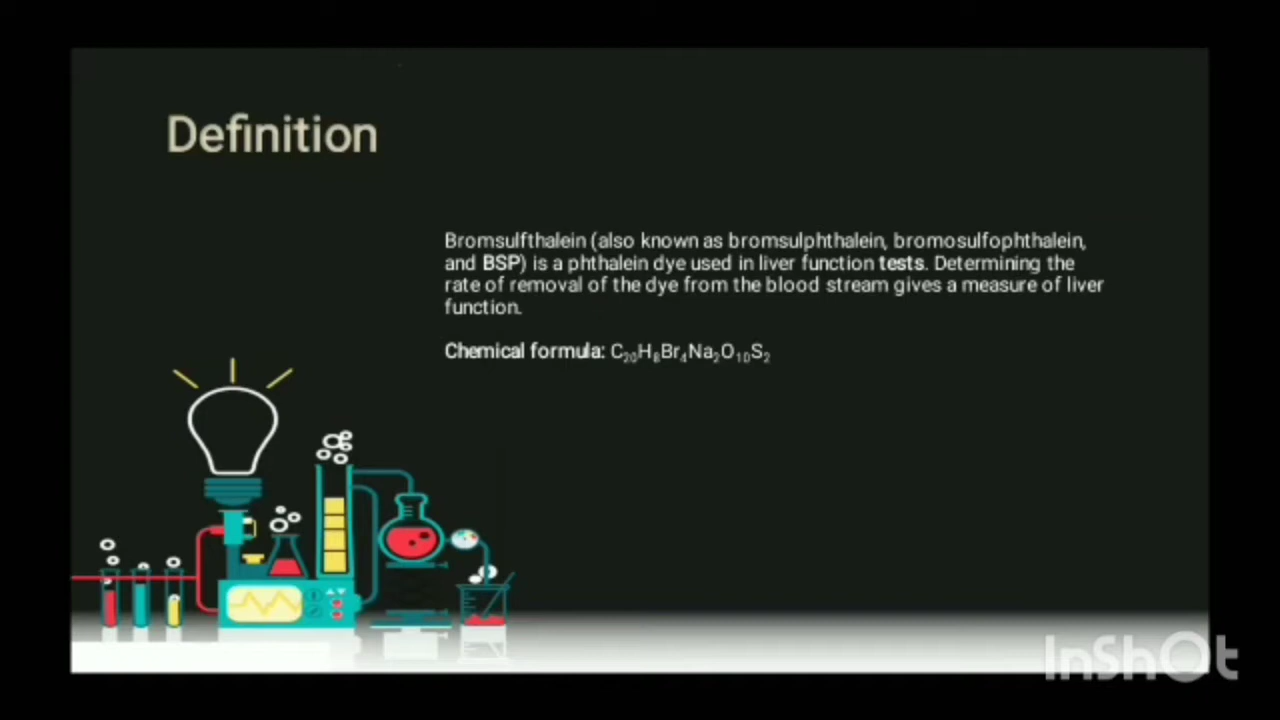 Definition
Bromsulfthalein (also known as bromsulphthalein, bromosulfophthalein,
and BSP) is a phthalein dye used in liver function tests. Determining the
rate of removal of the dye from the blood stream gives a measure of liver
function.
Chemical formula: C₂₀H₈Br₄Na₂O₁₀S₂
InShOt